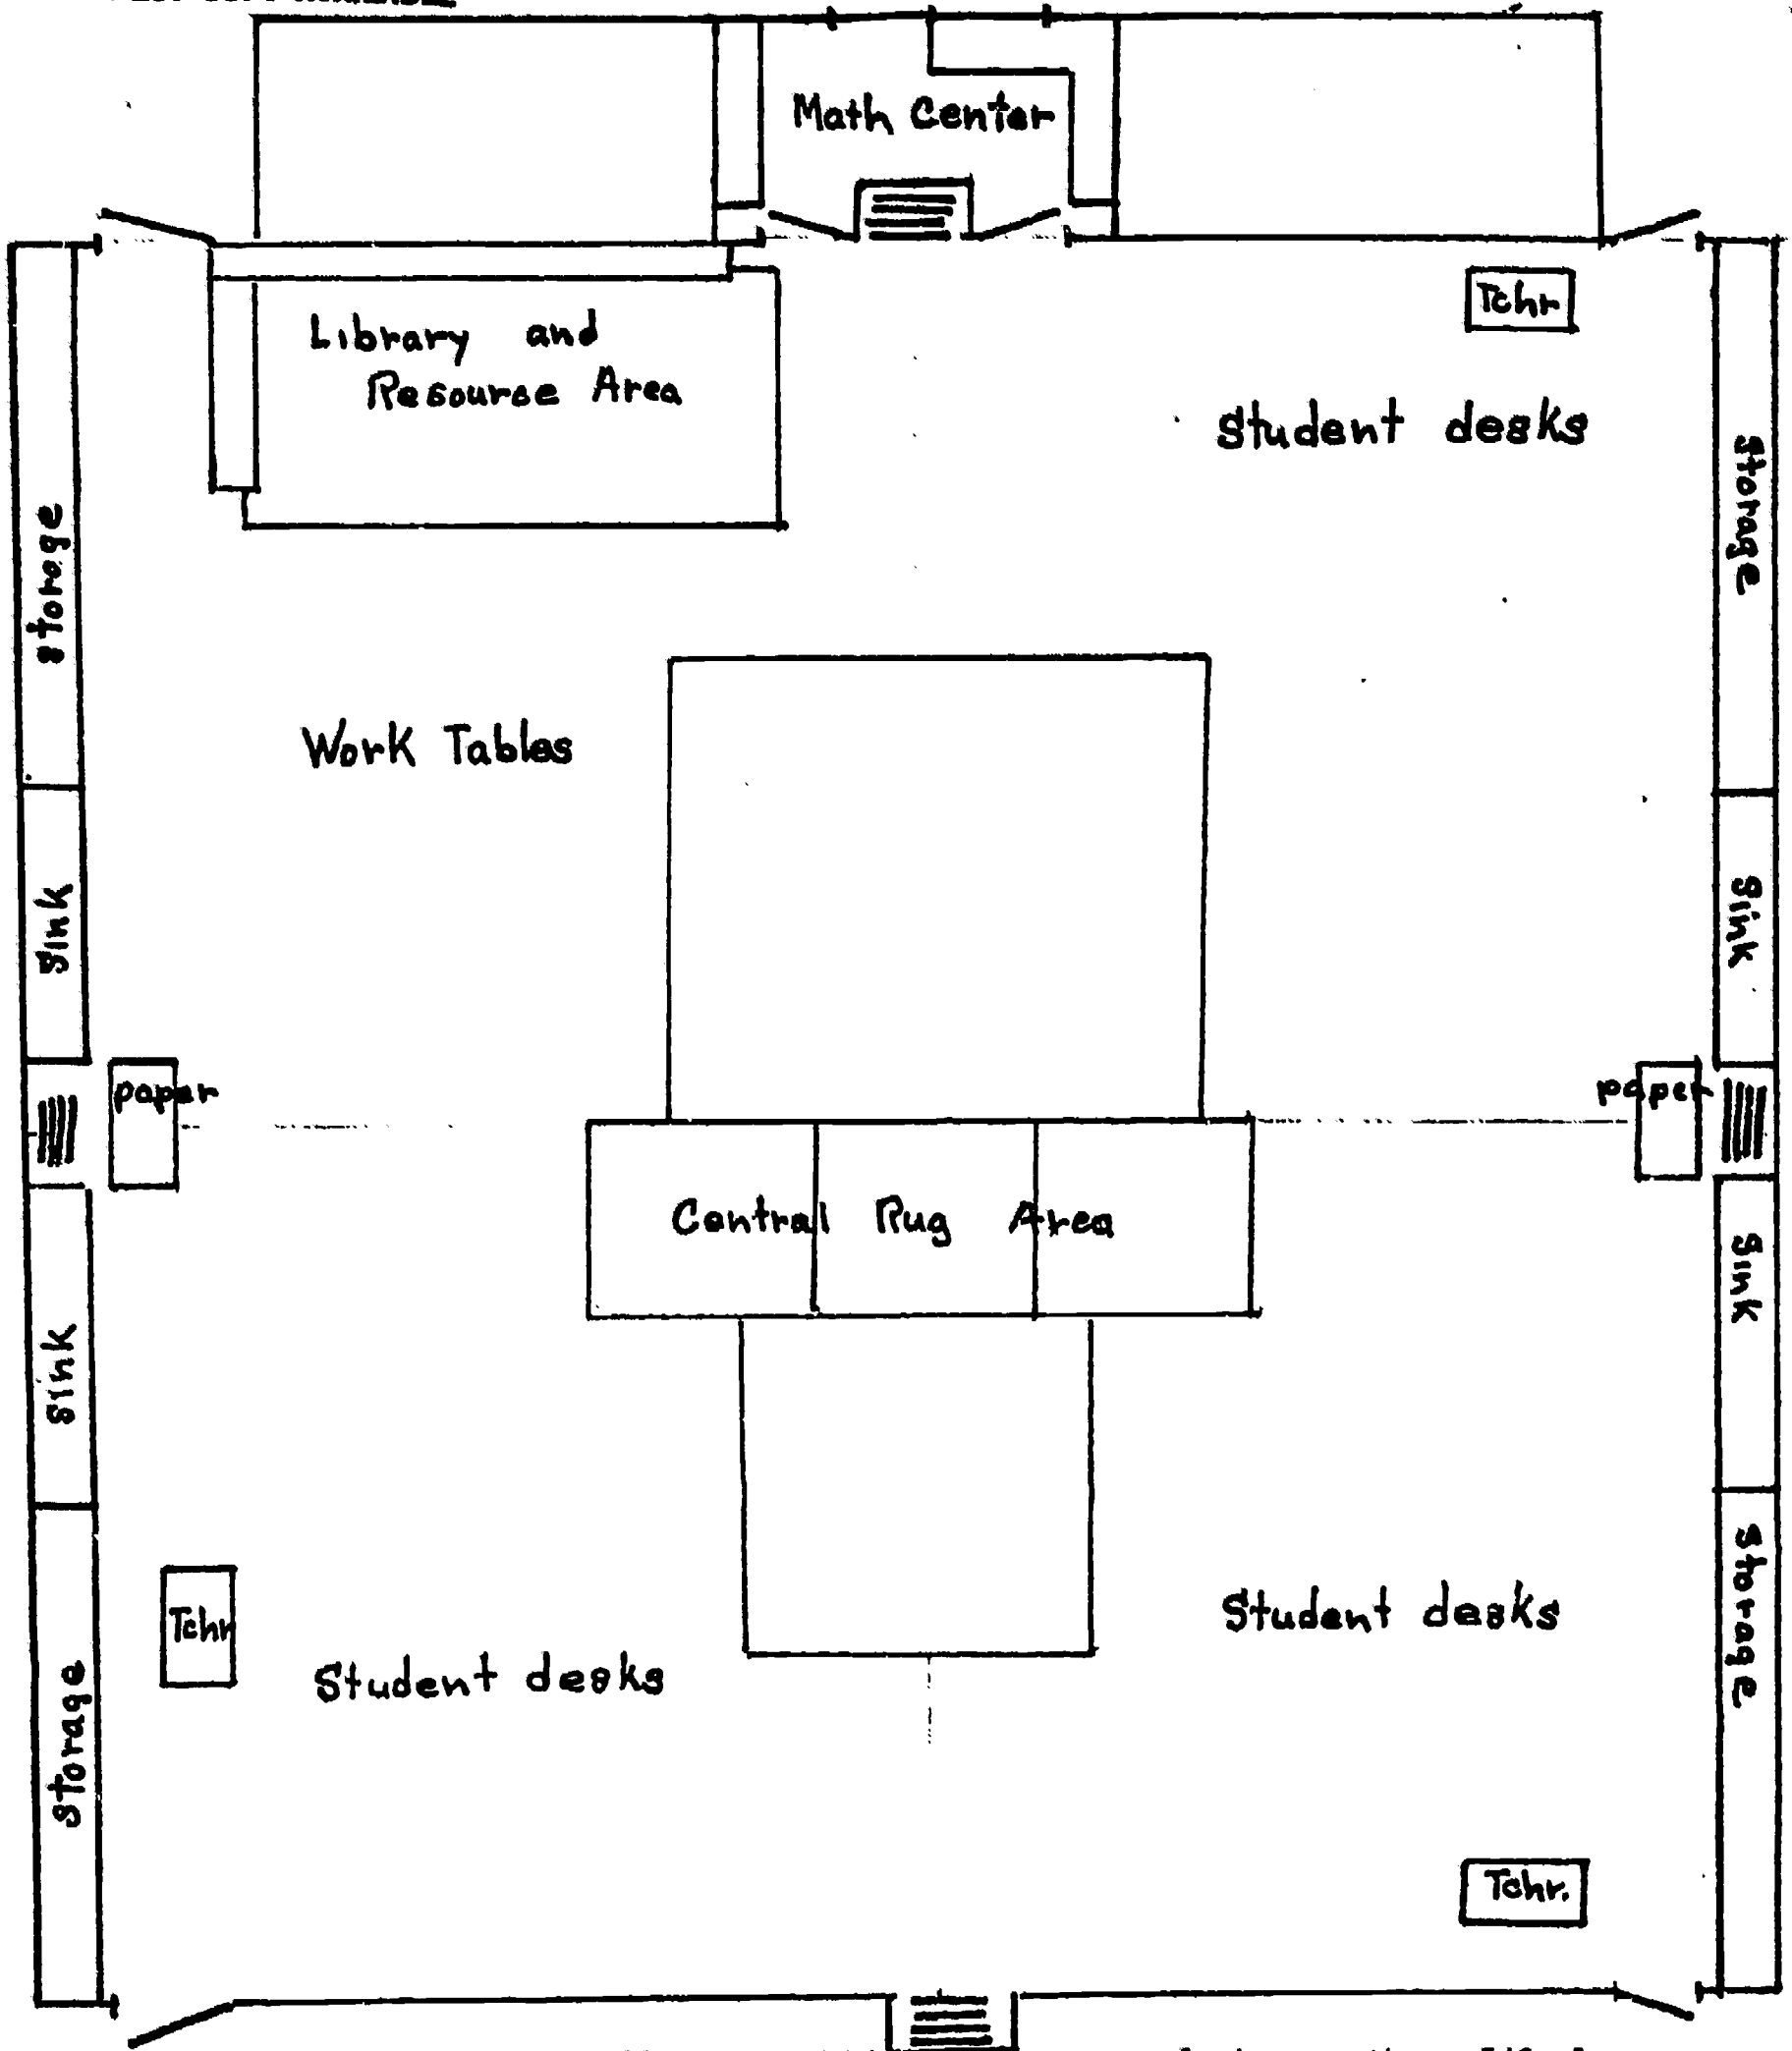 Math Center
Tchr
Library and
Resource Area
Student desks
Storage
Storage
Work Tables
Sink
Sink
paper
paper
Central Rug Area
Sink
Sink
Storage
Tchr
Student desks
Student desks
Storage
Tchr.